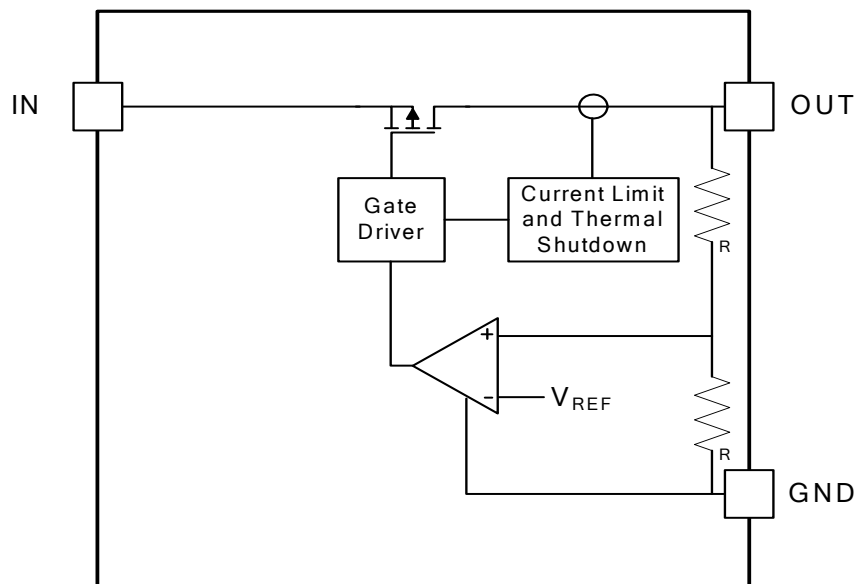 IN
OUT
Gate
Driver
Current Limit
and Thermal
Shutdown
R
+
-
VREF
R
GND